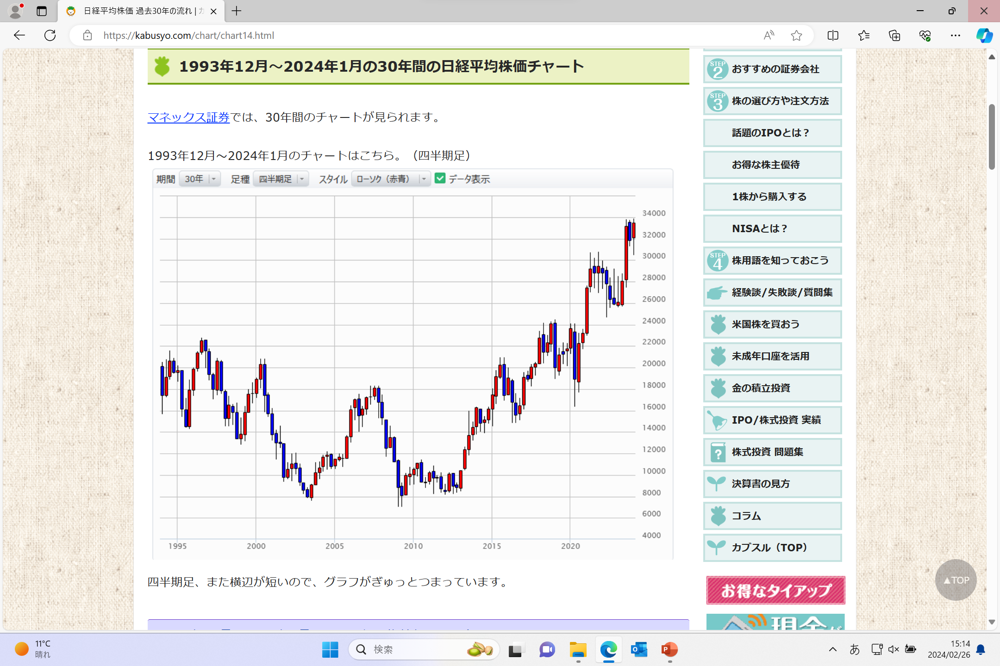 日経平均株価 過去30年の流れ | カ
https://kabusyo.com/chart/chart14.html
1993年12月～2024年1月の30年間の日経平均株価チャート
マネックス証券では、30年間のチャートが見られます。
1993年12月～2024年1月のチャートはこちら。（四半期足）
期間 30年 足種 四半期足 スタイル ローソク（赤青） データ表示
34000
32000
30000
28000
26000
24000
22000
20000
18000
16000
14000
12000
10000
8000
6000
4000
1995 2000 2005 2010 2015 2020
四半期足、また横辺が短いので、グラフがぎゅっとつまっています。
STEP 2 おすすめの証券会社
STEP 3 株の選び方や注文方法
話題のIPOとは？
お得な株主優待
1株から購入する
NISAとは？
STEP 4 株用語を知っておこう
経験談/失敗談/質問集
米国株を買おう
未成年口座を活用
金の積立投資
IPO/株式投資 実績
株式投資 問題集
決算書の見方
コラム
カブスル（TOP）
お得なタイアップ
現金が
▲TOP
11°C
晴れ
検索
あ
15:14
2024/02/26